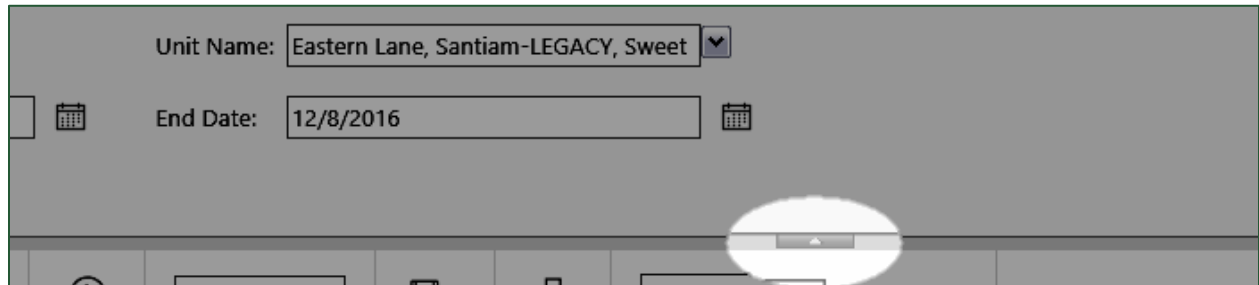 Unit Name: Eastern Lane, Santiam-LEGACY, Sweet
End Date: 12/8/2016